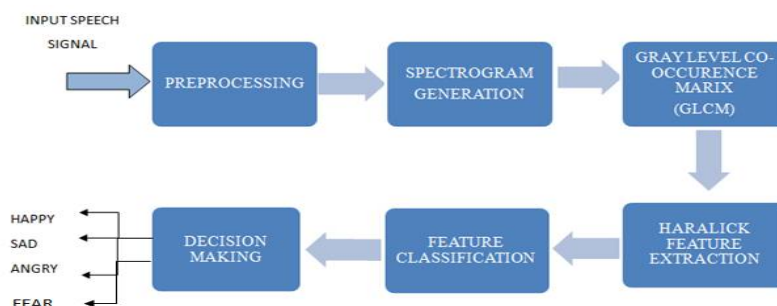 INPUT SPEECH
SIGNAL
PREPROCESSING
SPECTROGRAM
GENERATION
GRAY LEVEL CO-
OCCURENCE
MARIX
(GLCM)
HARALICK
FEATURE
EXTRACTION
FEATURE
CLASSIFICATION
DECISION
MAKING
HAPPY
SAD
ANGRY
FEAR